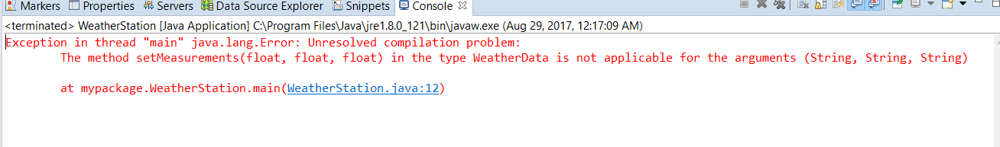 Markers Properties Servers Data Source Explorer Snippets Console
<terminated> WeatherStation [Java Application] C:\Program Files\Java\jre1.8.0_121\bin\javaw.exe (Aug 29, 2017, 12:17:09 AM)
Exception in thread "main" java.lang.Error: Unresolved compilation problem:
The method setMeasurements(float, float, float) in the type WeatherData is not applicable for the arguments (String, String, String)
at mypackage.WeatherStation.main(WeatherStation.java:12)